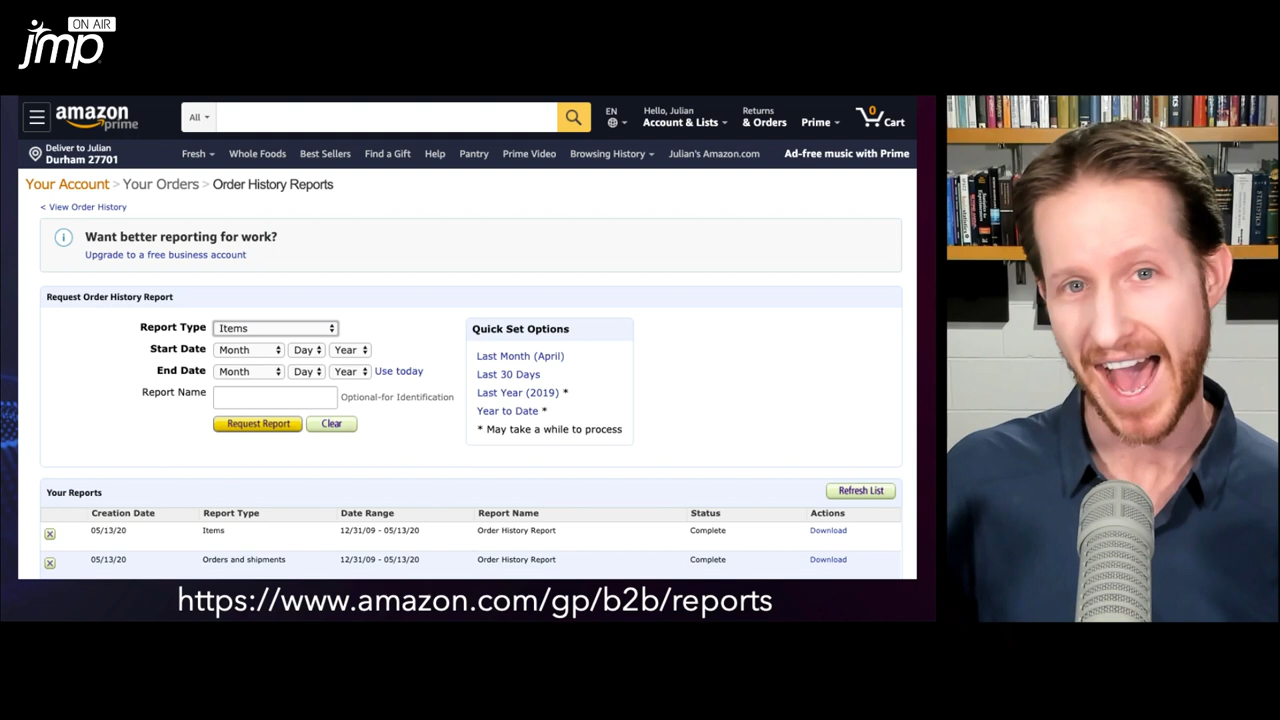 ON AIR
jmp
amazon
prime
All
EN
Hello, Julian
Account & Lists
Returns
& Orders
Prime
0
Cart
Deliver to Julian
Durham 27701
Fresh Whole Foods Best Sellers Find a Gift Help Pantry Prime Video Browsing History Julian's Amazon.com Ad-free music with Prime
Your Account > Your Orders > Order History Reports
< View Order History
Want better reporting for work?
Upgrade to a free business account
Request Order History Report
Report Type Items
Start Date Month Day Year
End Date Month Day Year Use today
Report Name Optional-for Identification
Request Report Clear
Quick Set Options
Last Month (April)
Last 30 Days
Last Year (2019) *
Year to Date *
* May take a while to process
Your Reports Refresh List
Creation Date Report Type Date Range Report Name Status Actions
05/13/20 Items 12/31/09 - 05/13/20 Order History Report Complete Download
05/13/20 Orders and shipments 12/31/09 - 05/13/20 Order History Report Complete Download
https://www.amazon.com/gp/b2b/reports
STATISTICS